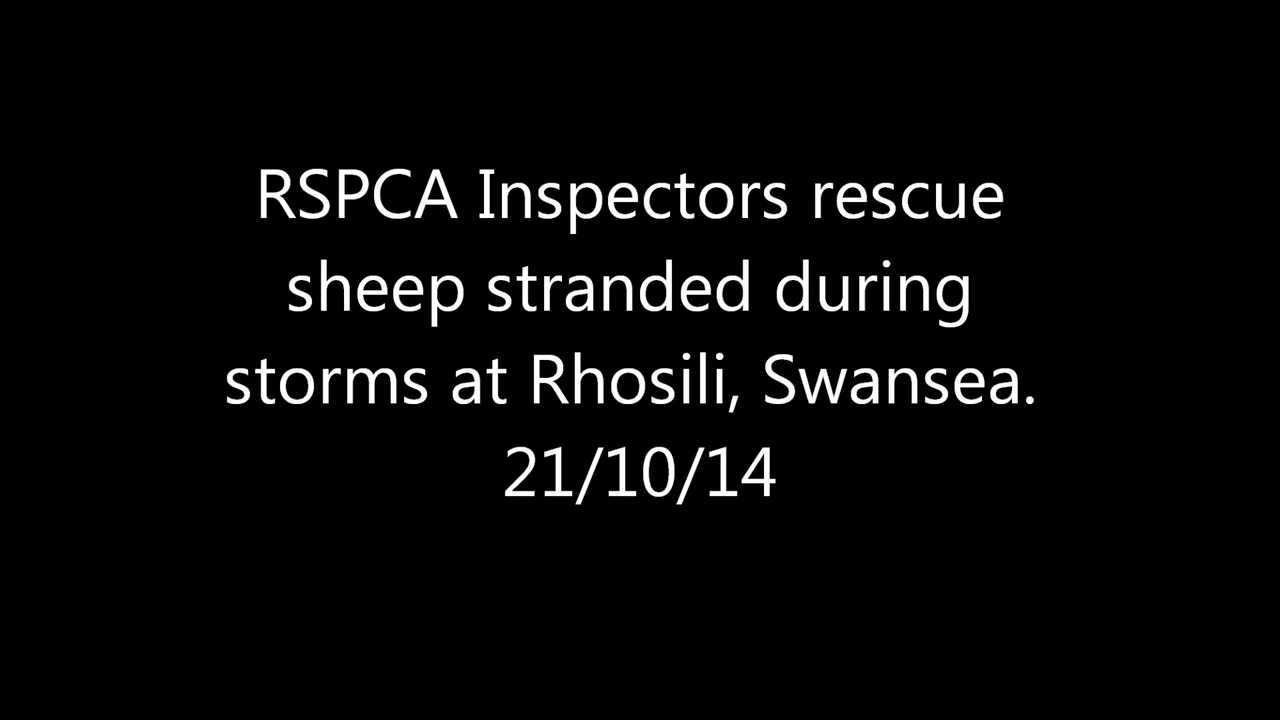 RSPCA Inspectors rescue
sheep stranded during
storms at Rhosili, Swansea.
21/10/14